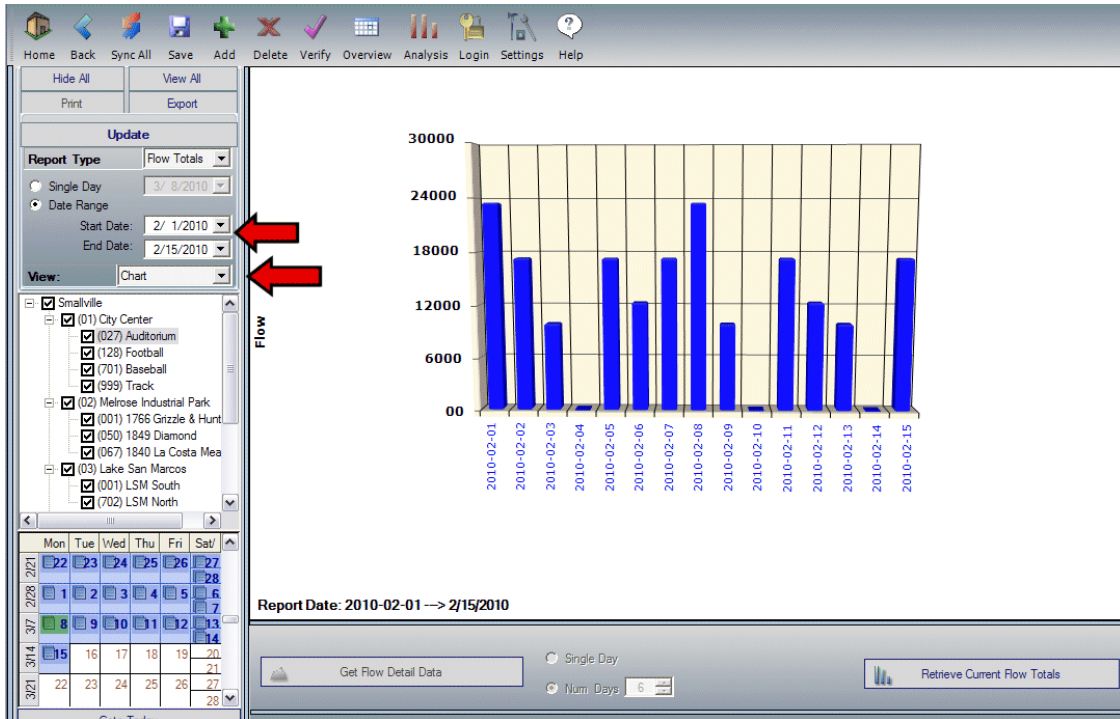 Home Back Sync All Save Add Delete Verify Overview Analysis Login Settings Help
Hide All View All
Print Export
Update
Report Type Flow Totals
Single Day 3/ 8/2010
Date Range
Start Date: 2/ 1/2010
End Date: 2/15/2010
View: Chart
Smallville
(01) City Center
(027) Auditorium
(128) Football
(701) Baseball
(999) Track
(02) Melrose Industrial Park
(001) 1766 Grizzle & Hunt
(050) 1849 Diamond
(067) 1840 La Costa Mea
(03) Lake San Marcos
(001) LSM South
(702) LSM North
Mon Tue Wed Thu Fri Sat/
2/21 22 23 24 25 26 27
28
2/28 1 2 3 4 5 6
7
3/7 8 9 10 11 12 13
14
3/14 15 16 17 18 19 20
21
3/21 22 23 24 25 26 27
28
30000
24000
18000
12000
6000
00
Flow
2010-02-01
2010-02-02
2010-02-03
2010-02-04
2010-02-05
2010-02-06
2010-02-07
2010-02-08
2010-02-09
2010-02-10
2010-02-11
2010-02-12
2010-02-13
2010-02-14
2010-02-15
Report Date: 2010-02-01 ---> 2/15/2010
Get Flow Detail Data
Single Day
Num Days 6
Retrieve Current Flow Totals